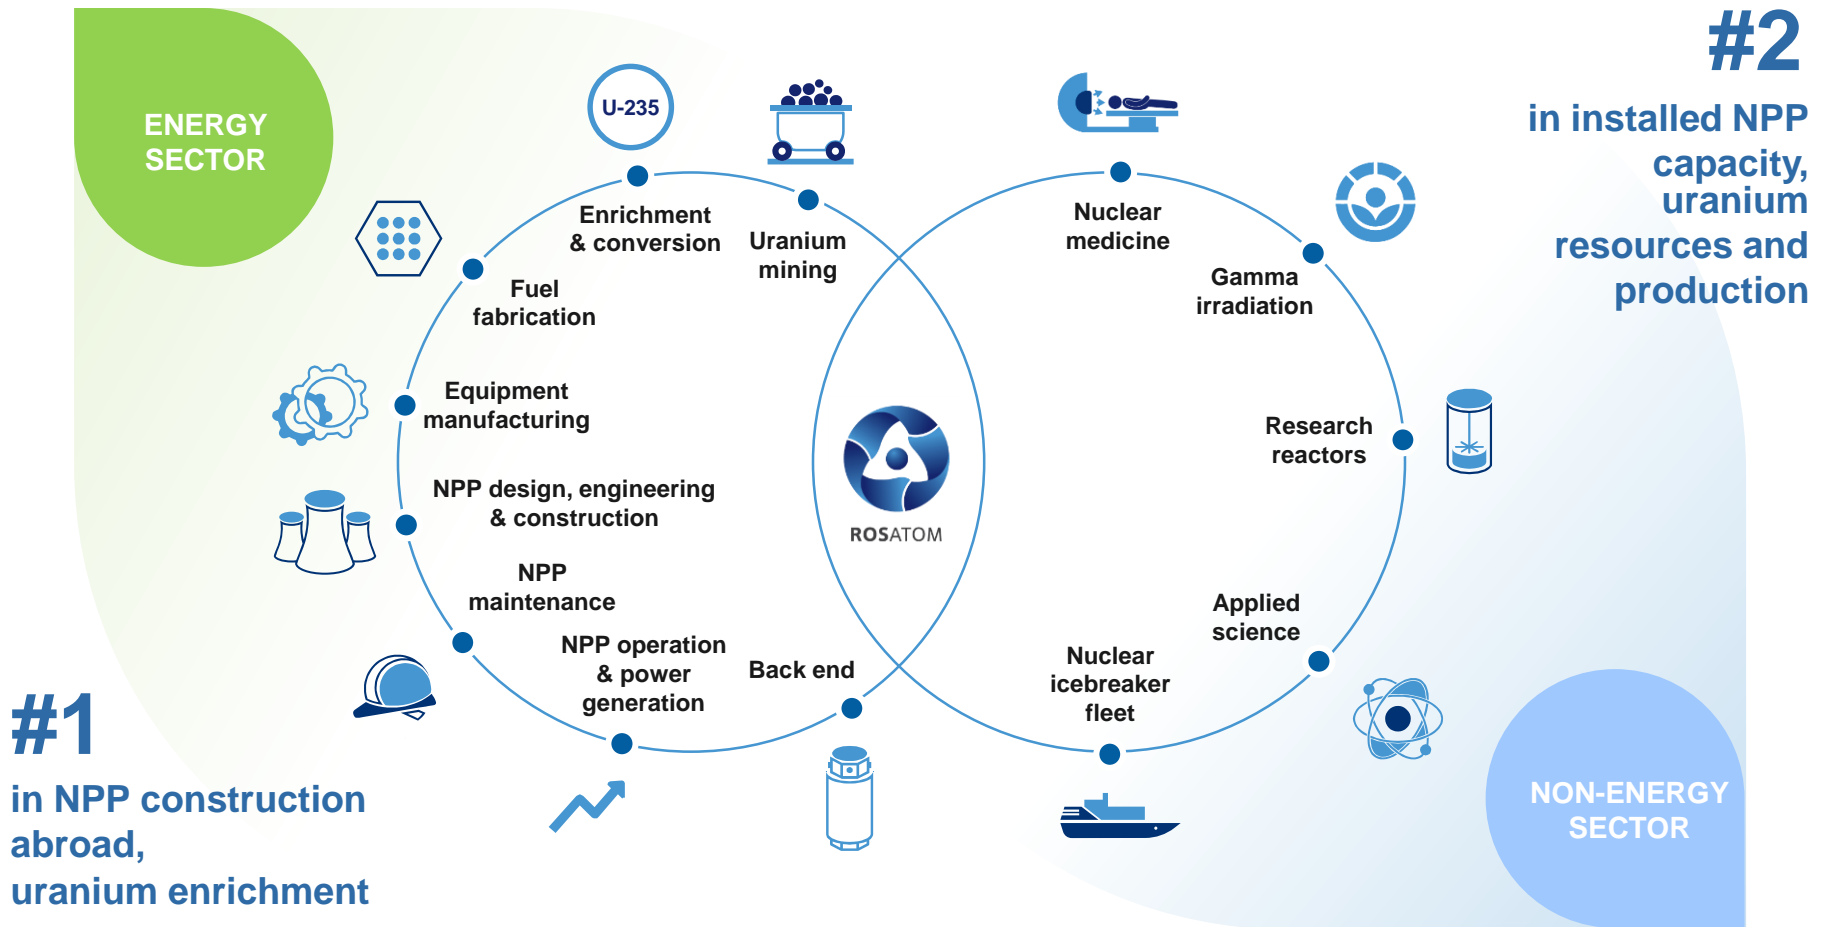 ENERGY
SECTOR
U-235
Enrichment
& conversion
Uranium
mining
Fuel
fabrication
Equipment
manufacturing
NPP design, engineering
& construction
NPP
maintenance
NPP operation
& power
generation
Back end
#1
in NPP construction
abroad,
uranium enrichment
ROSATOM
Nuclear
medicine
Gamma
irradiation
Research
reactors
Applied
science
Nuclear
icebreaker
fleet
#2
in installed NPP
capacity,
uranium
resources and
production
NON-ENERGY
SECTOR